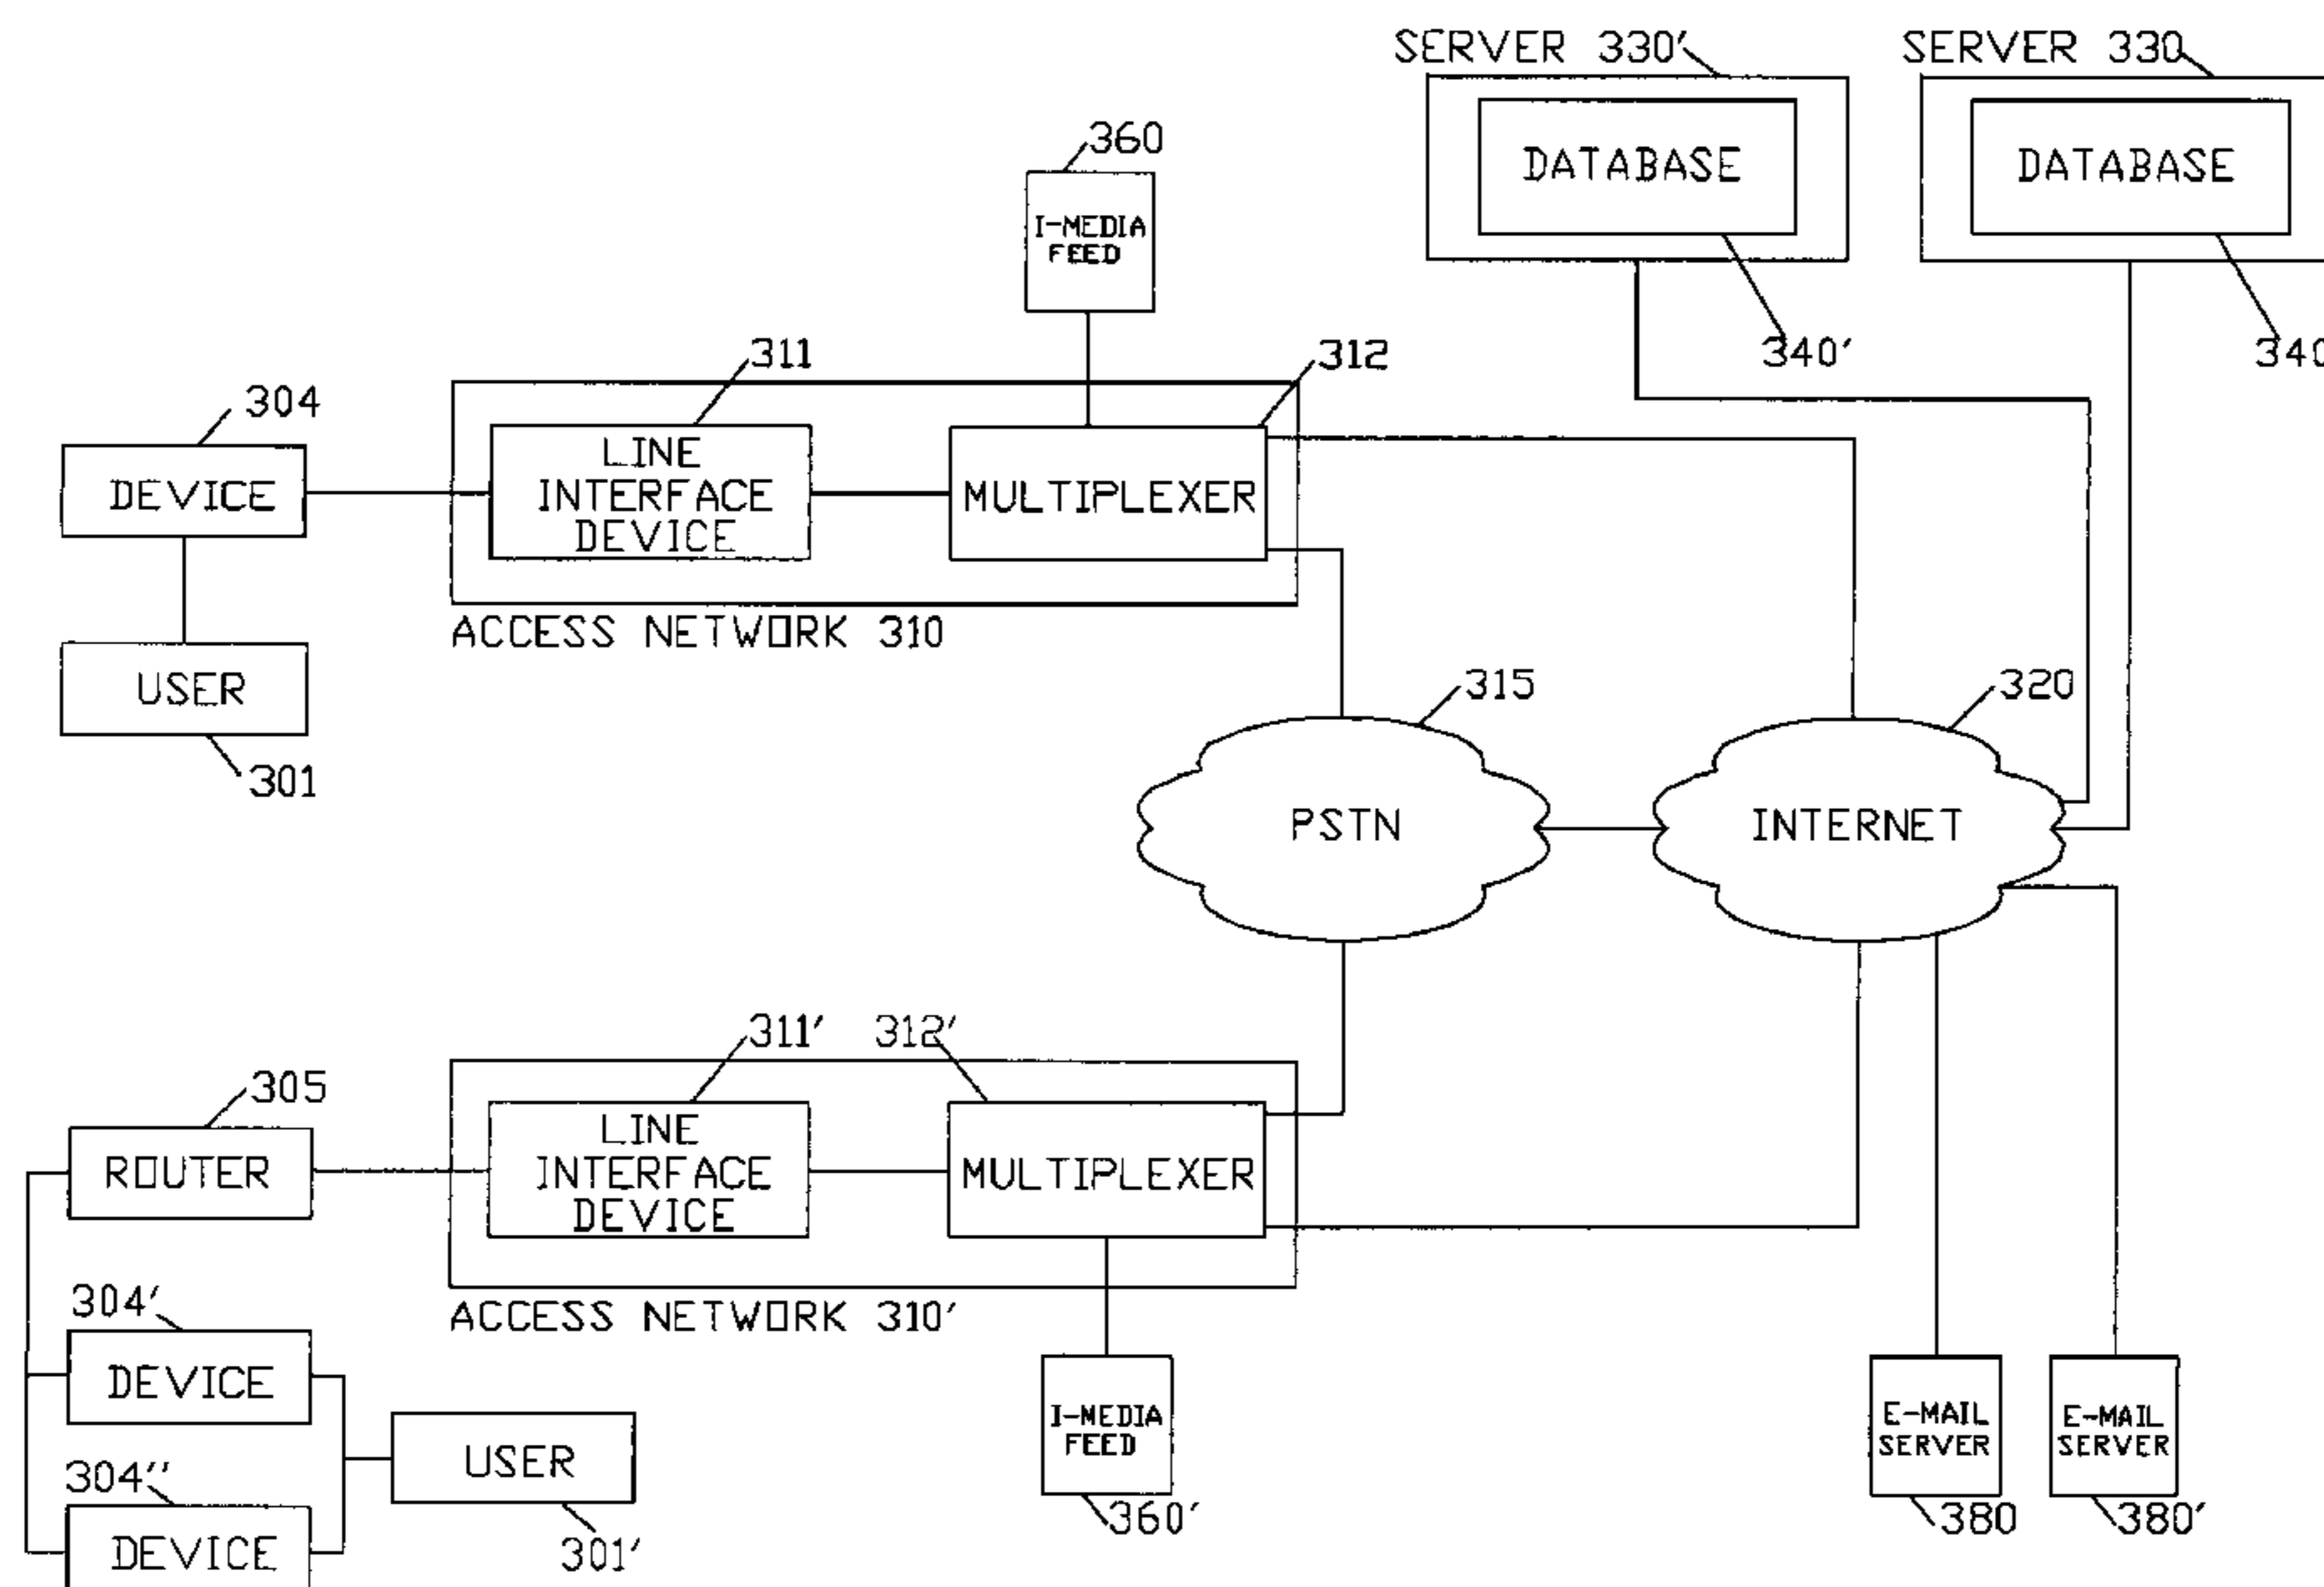 SERVER 330'
SERVER 330
DATABASE
DATABASE
340'
340
360
I-MEDIA
FEED
311
312
304
DEVICE
LINE
INTERFACE
DEVICE
MULTIPLEXER
ACCESS NETWORK 310
USER
301
315
320
PSTN
INTERNET
311'
312'
305
ROUTER
LINE
INTERFACE
DEVICE
MULTIPLEXER
ACCESS NETWORK 310'
304'
DEVICE
304''
DEVICE
USER
301'
I-MEDIA
FEED
360'
E-MAIL
SERVER
380
E-MAIL
SERVER
380'